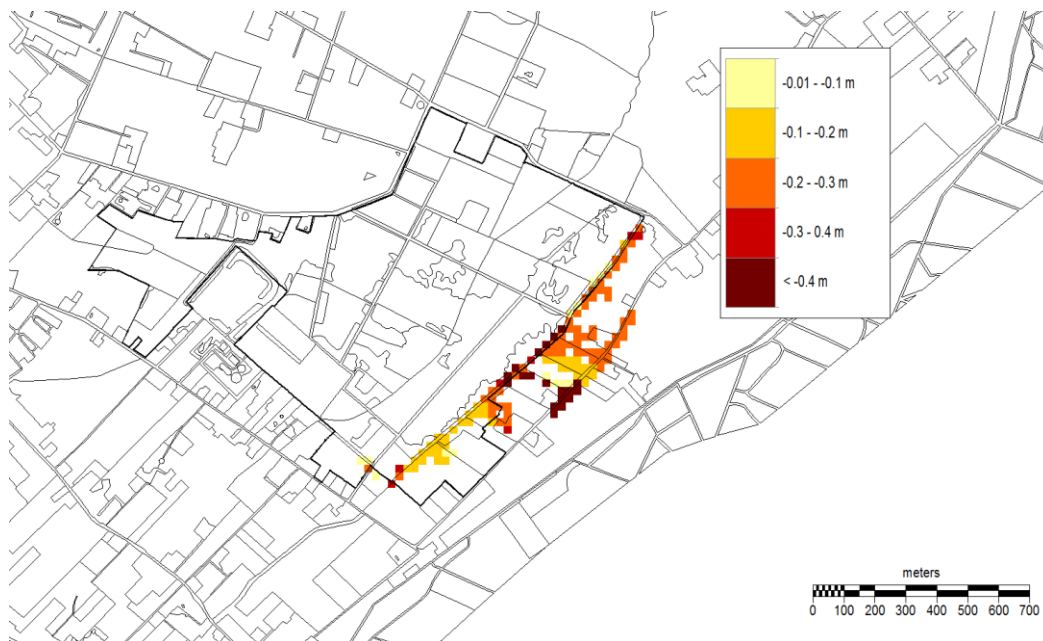 -0.01 - -0.1 m
-0.1 - -0.2 m
-0.2 - -0.3 m
-0.3 - 0.4 m
< -0.4 m
meters
0 100 200 300 400 500 600 700